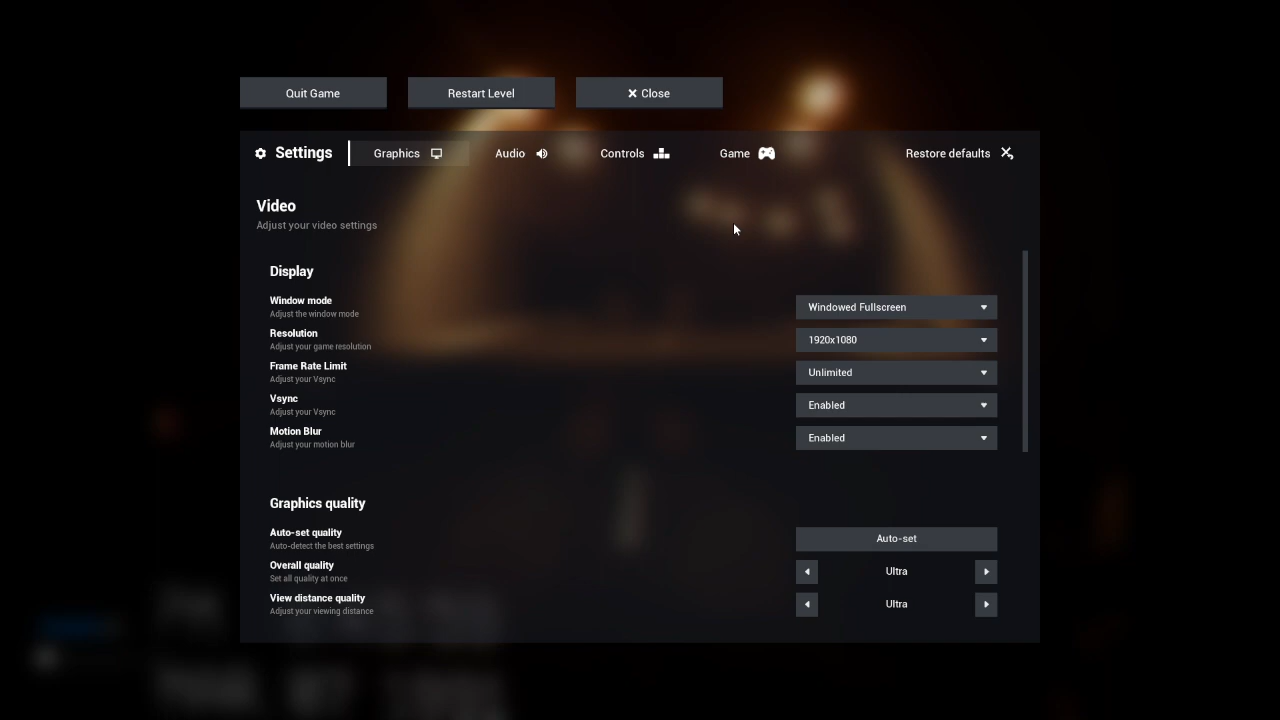 Quit Game
Restart Level
Close
Settings
Graphics
Audio
Controls
Game
Restore defaults
Video
Adjust your video settings
Display
Window mode
Adjust the window mode
Windowed Fullscreen
Resolution
Adjust your game resolution
1920x1080
Frame Rate Limit
Adjust your Vsync
Unlimited
Vsync
Adjust your Vsync
Enabled
Motion Blur
Adjust your motion blur
Enabled
Graphics quality
Auto-set quality
Auto-detect the best settings
Auto-set
Overall quality
Set all quality at once
Ultra
View distance quality
Adjust your viewing distance
Ultra